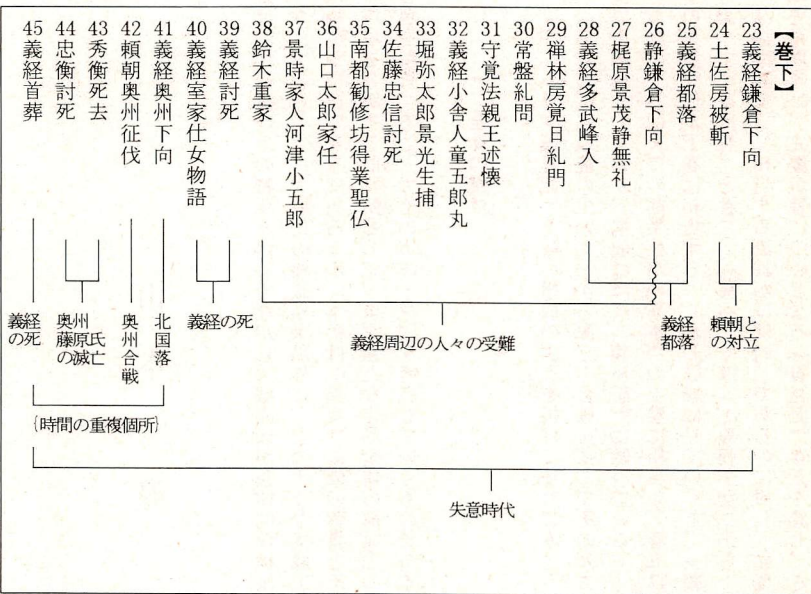 【巻下】
23義経鎌倉下向
24土佐房被斬
25義経都落
26静鎌倉下向
27梶原景茂静無礼
28義経多武峰入
29禅林房覚日糺門
30常盤糺問
31守覚法親王述懐
32義経小舎人童五郎丸
33堀弥太郎景光生捕
34佐藤忠信討死
35南都勧修坊得業聖仏
36山口太郎家任
37景時家人河津小五郎
38鈴木重家
39義経討死
40義経室家仕女物語
41義経奥州下向
42頼朝奥州征伐
43秀衡死去
44忠衡討死
45義経首葬
頼朝と
の対立
義経
都落
義経周辺の人々の受難
義経の死
北国落
奥州合戦
奥州藤原氏
の滅亡
義経
の死
{時間の重複個所}
失意時代